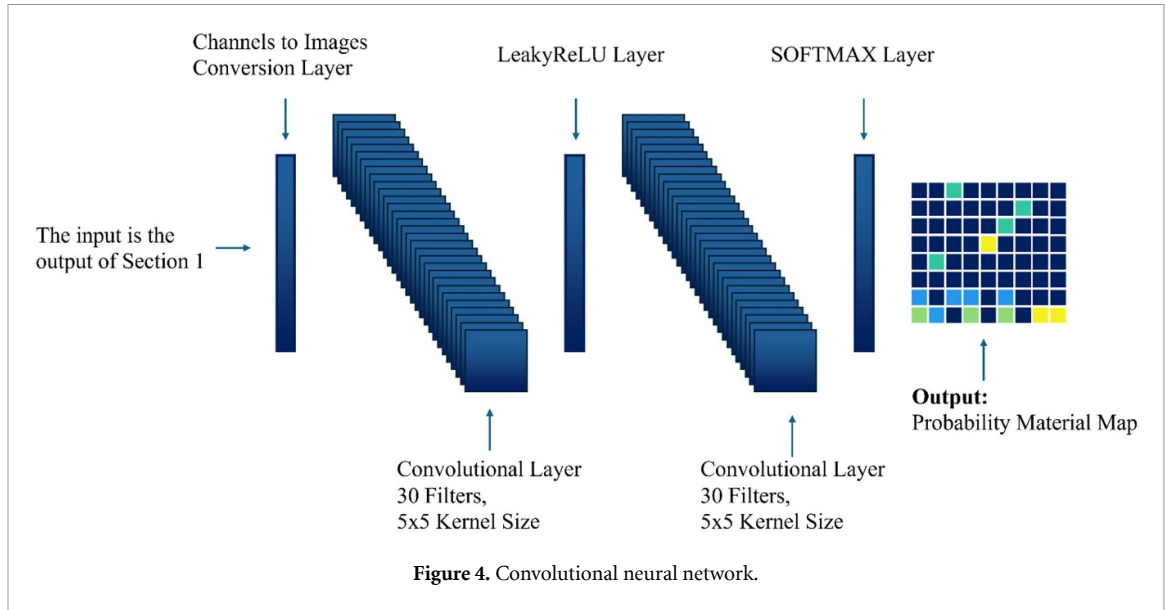 Channels to Images
Conversion Layer
LeakyReLU Layer
SOFTMAX Layer
The input is the
output of Section 1
Output:
Probability Material Map
Convolutional Layer
30 Filters,
5x5 Kernel Size
Convolutional Layer
30 Filters,
5x5 Kernel Size
Figure 4. Convolutional neural network.